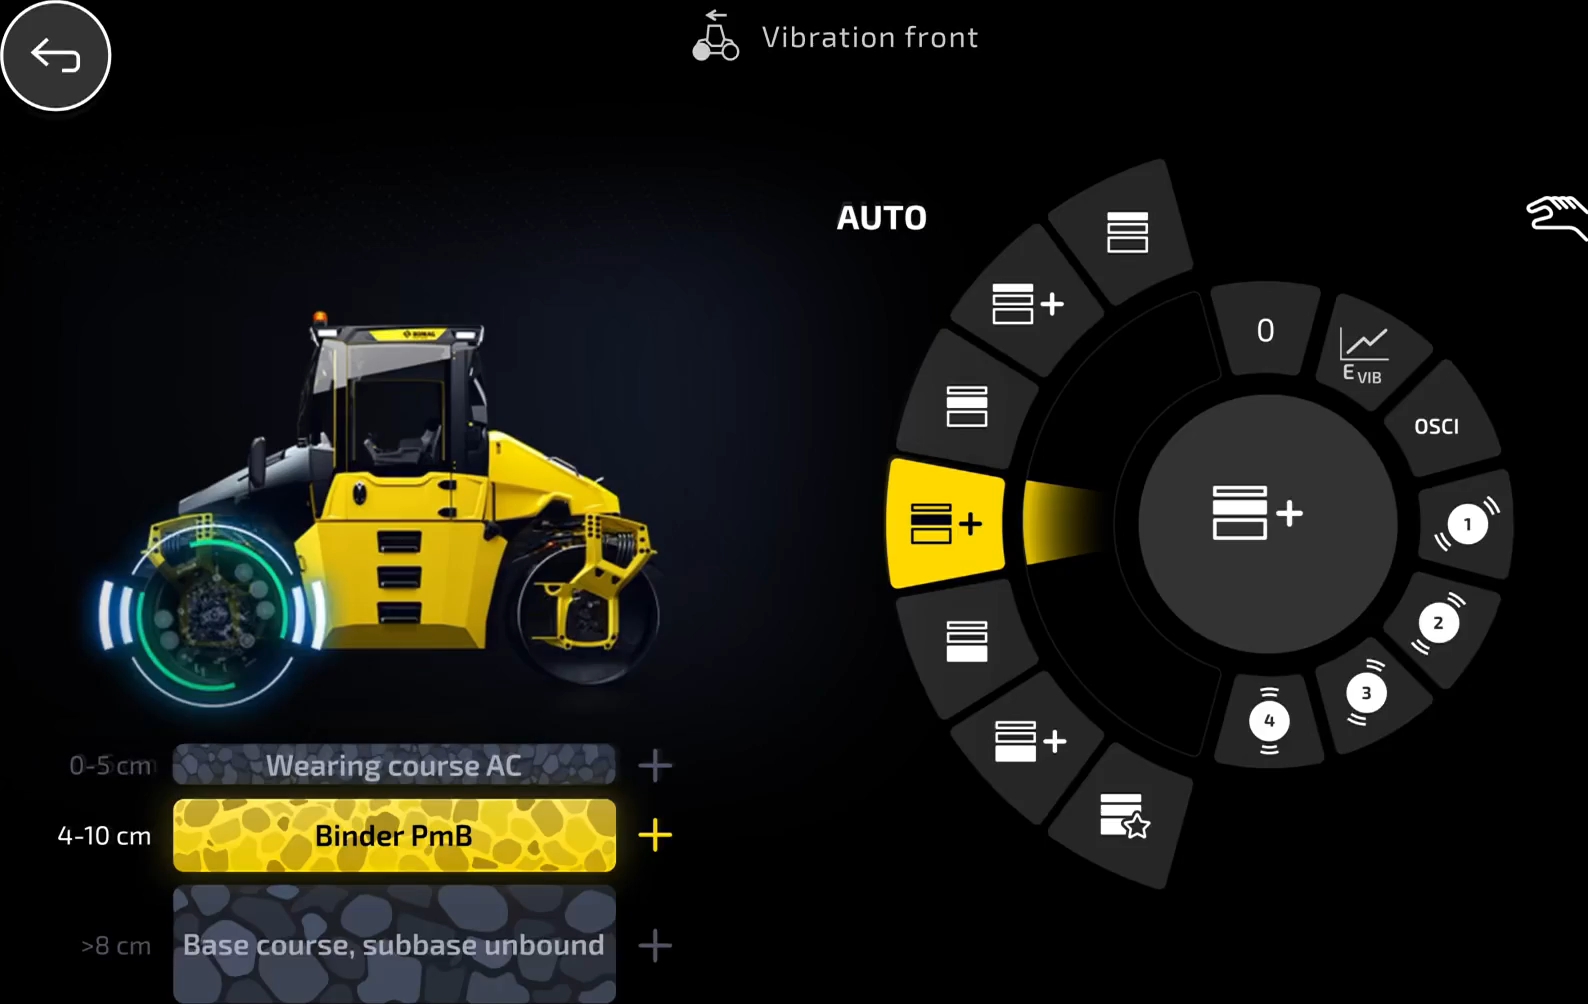 Vibration front
AUTO
0
E VIB
OSCI
1
2
3
4
BOMAG
0-5 cm
Wearing course AC
4-10 cm
Binder PmB
>8 cm
Base course, subbase unbound